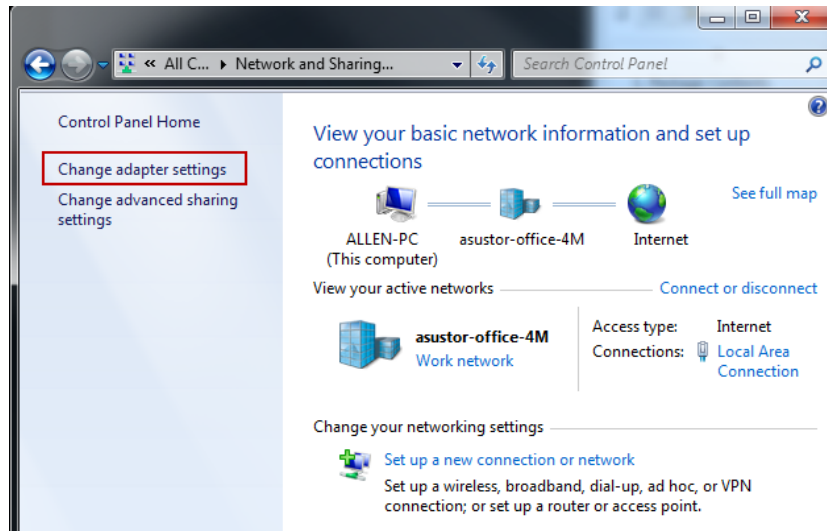 « All C... ▸ Network and Sharing...
Search Control Panel
Control Panel Home
Change adapter settings
Change advanced sharing
settings
View your basic network information and set up
connections
See full map
ALLEN-PC
(This computer)
asustor-office-4M
Internet
View your active networks
Connect or disconnect
asustor-office-4M
Work network
Access type: Internet
Connections: Local Area
Connection
Change your networking settings
Set up a new connection or network
Set up a wireless, broadband, dial-up, ad hoc, or VPN
connection; or set up a router or access point.